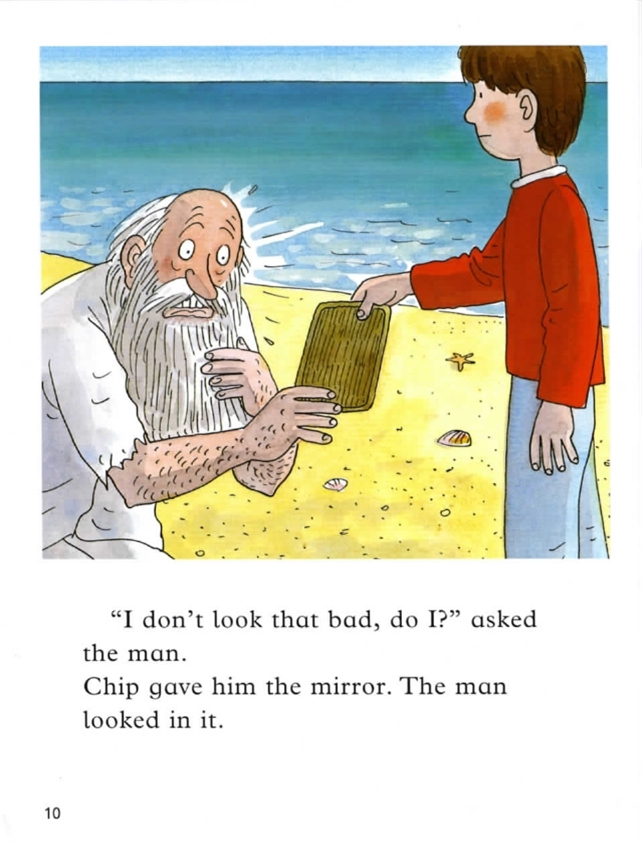 “I don’t look that bad, do I?” asked
the man.
Chip gave him the mirror. The man
looked in it.
10